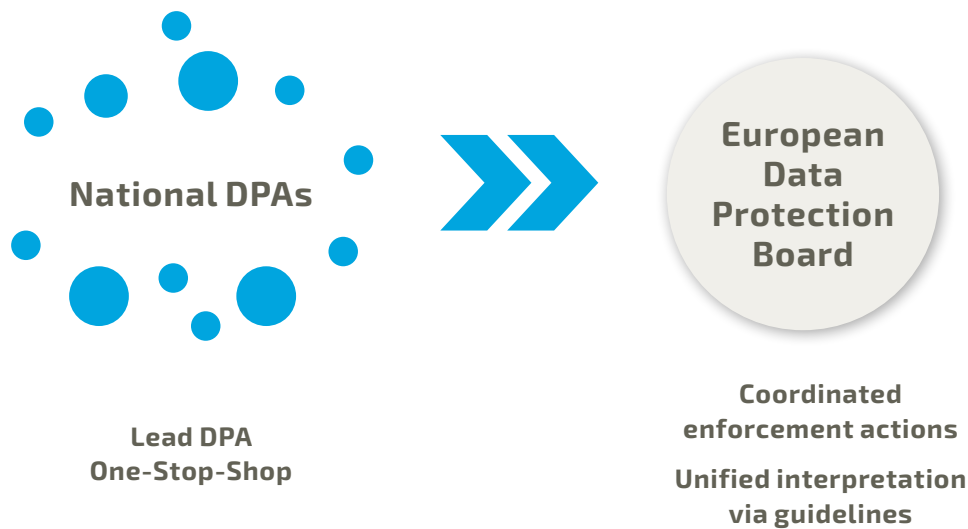 National DPAs
Lead DPA
One-Stop-Shop
European
Data
Protection
Board
Coordinated
enforcement actions
Unified interpretation
via guidelines